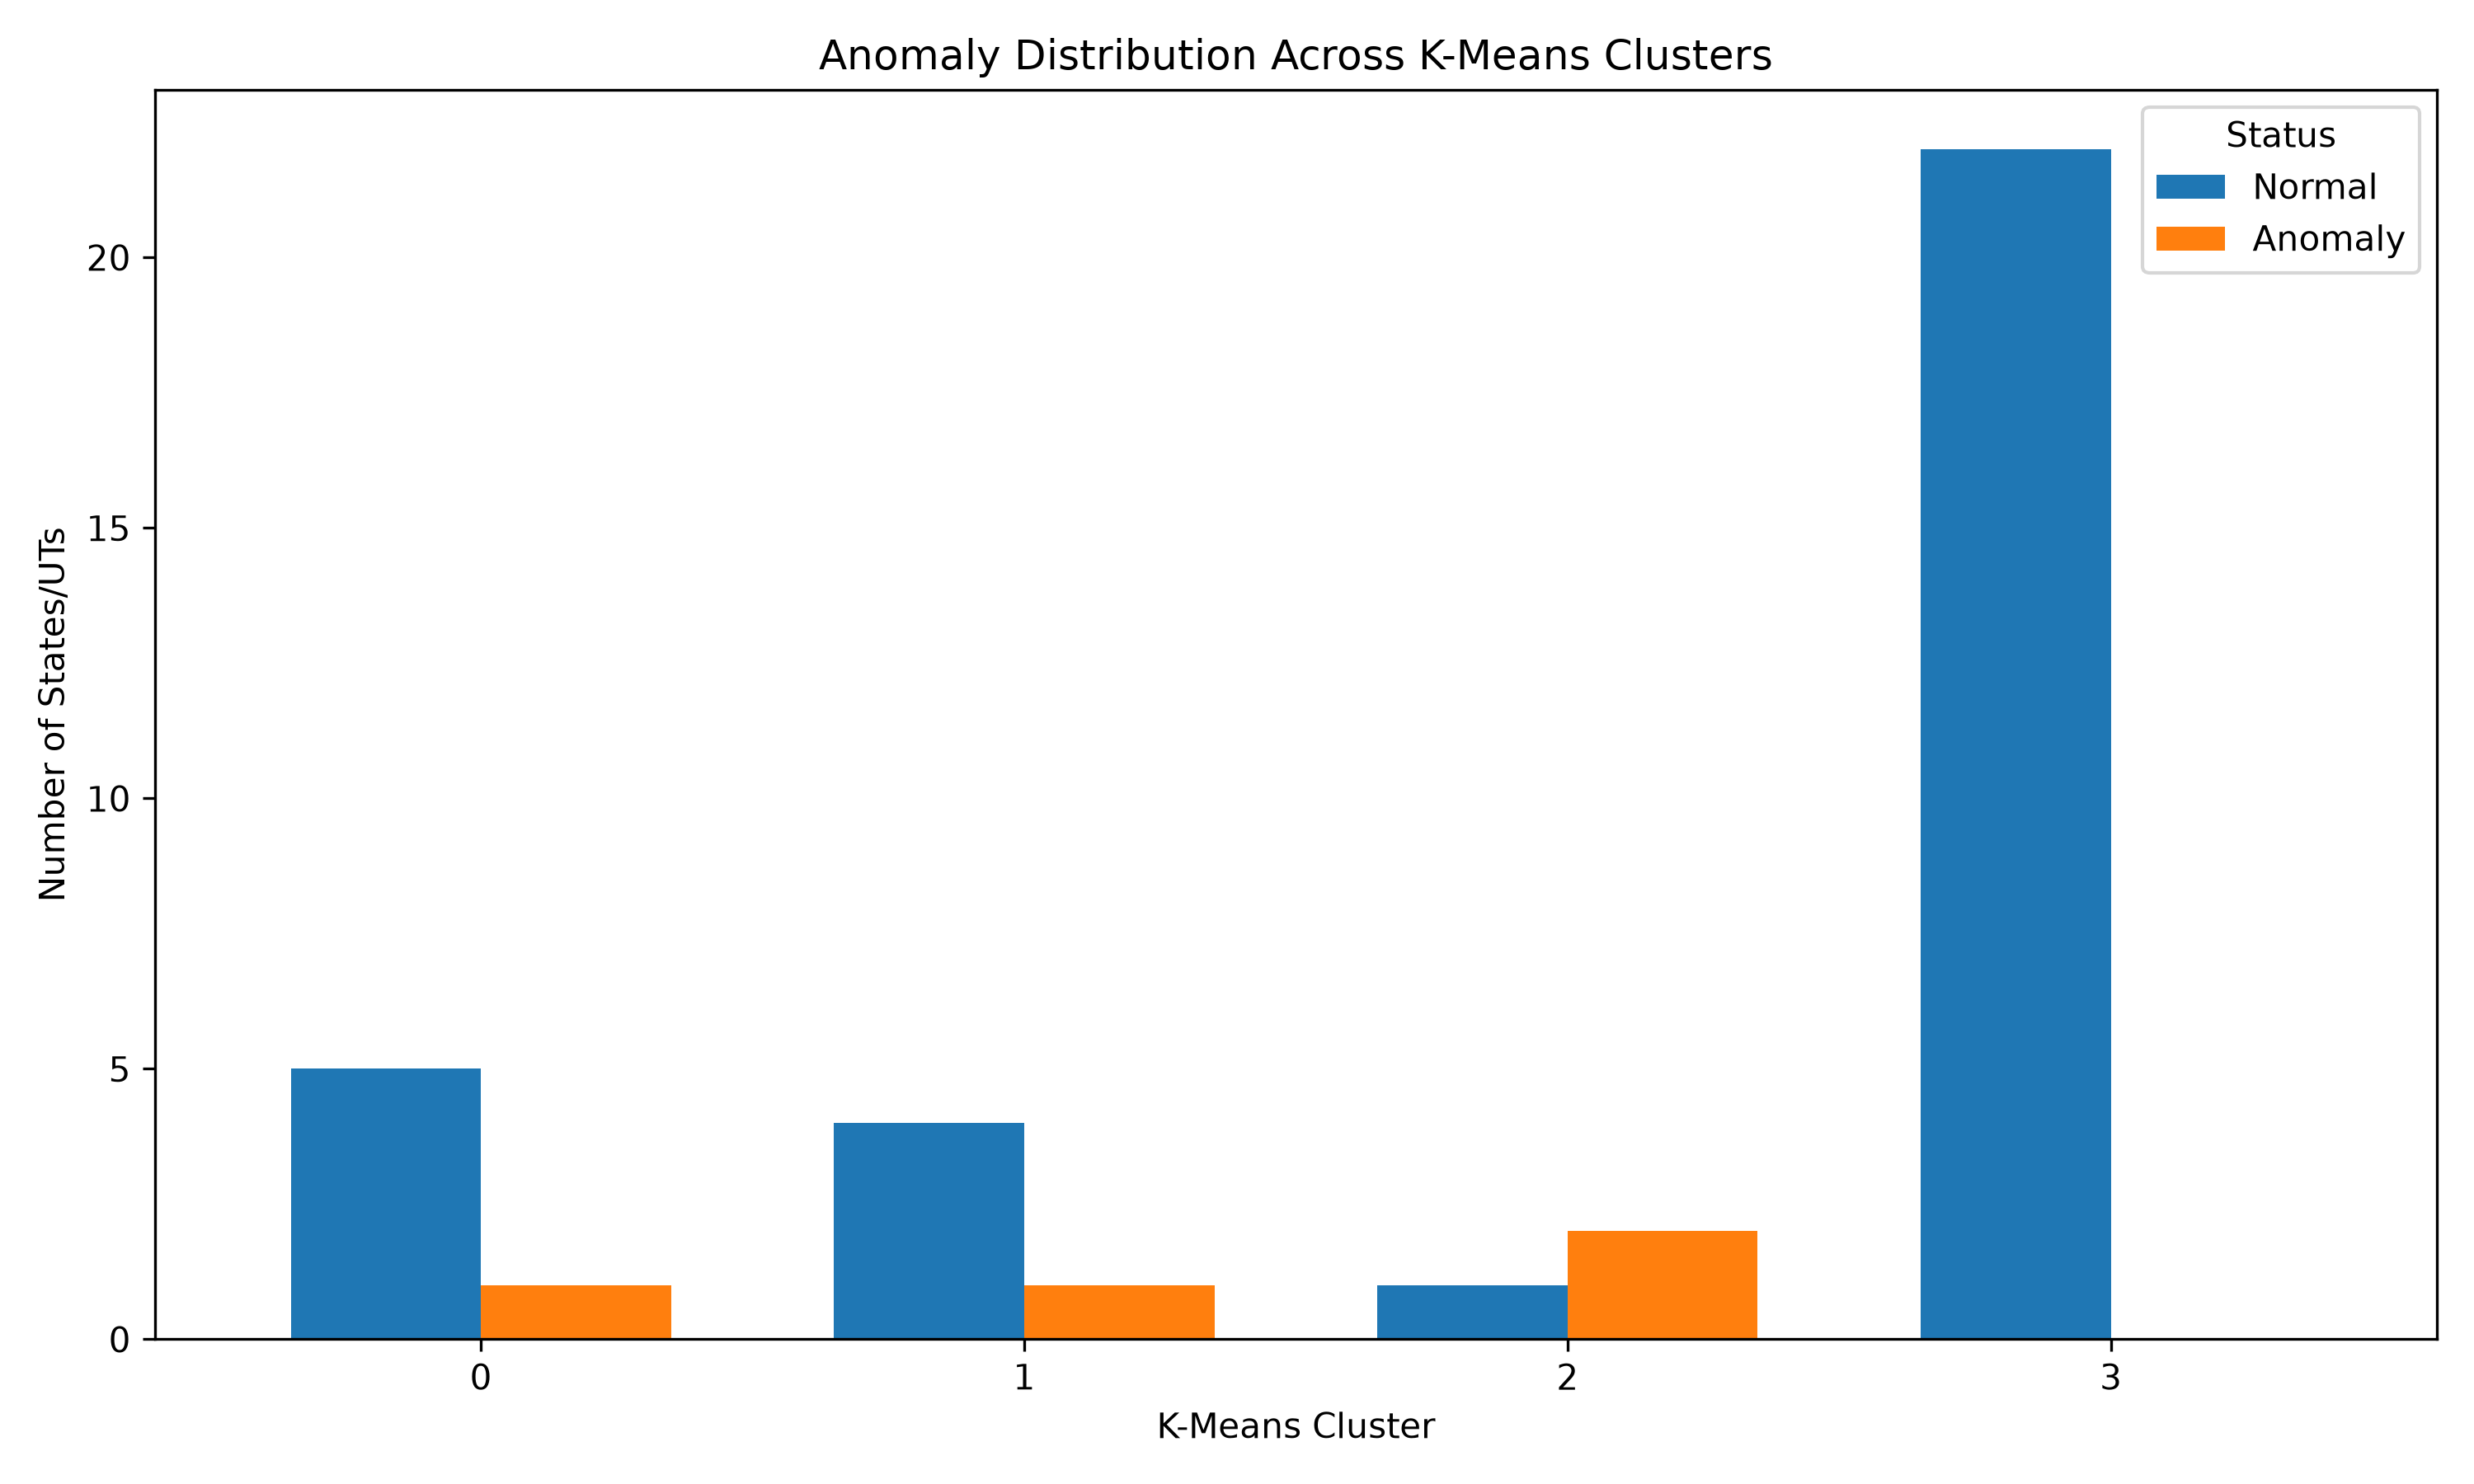 Anomaly Distribution Across K-Means Clusters
Status
Normal
Anomaly
Number of States/UTs
20
15
10
5
0
0 1 2 3
K-Means Cluster